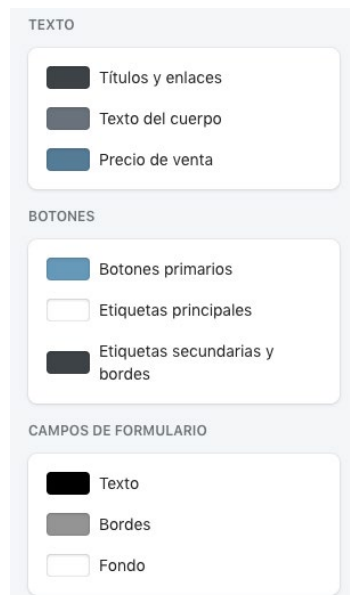 TEXTO
Títulos y enlaces
Texto del cuerpo
Precio de venta
BOTONES
Botones primarios
Etiquetas principales
Etiquetas secundarias y
bordes
CAMPOS DE FORMULARIO
Texto
Bordes
Fondo